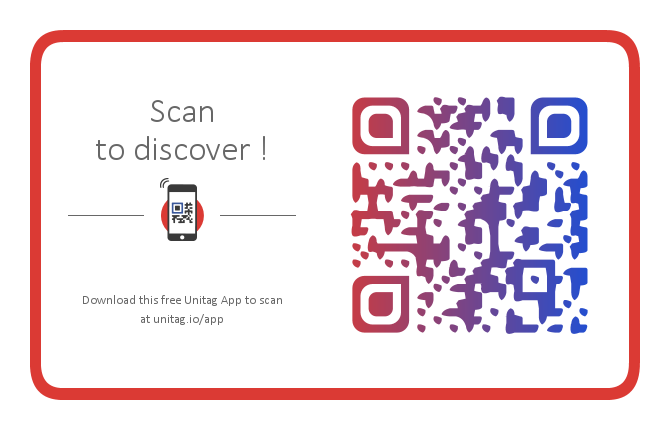 Scan
to discover !
Download this free Unitag App to scan
at unitag.io/app